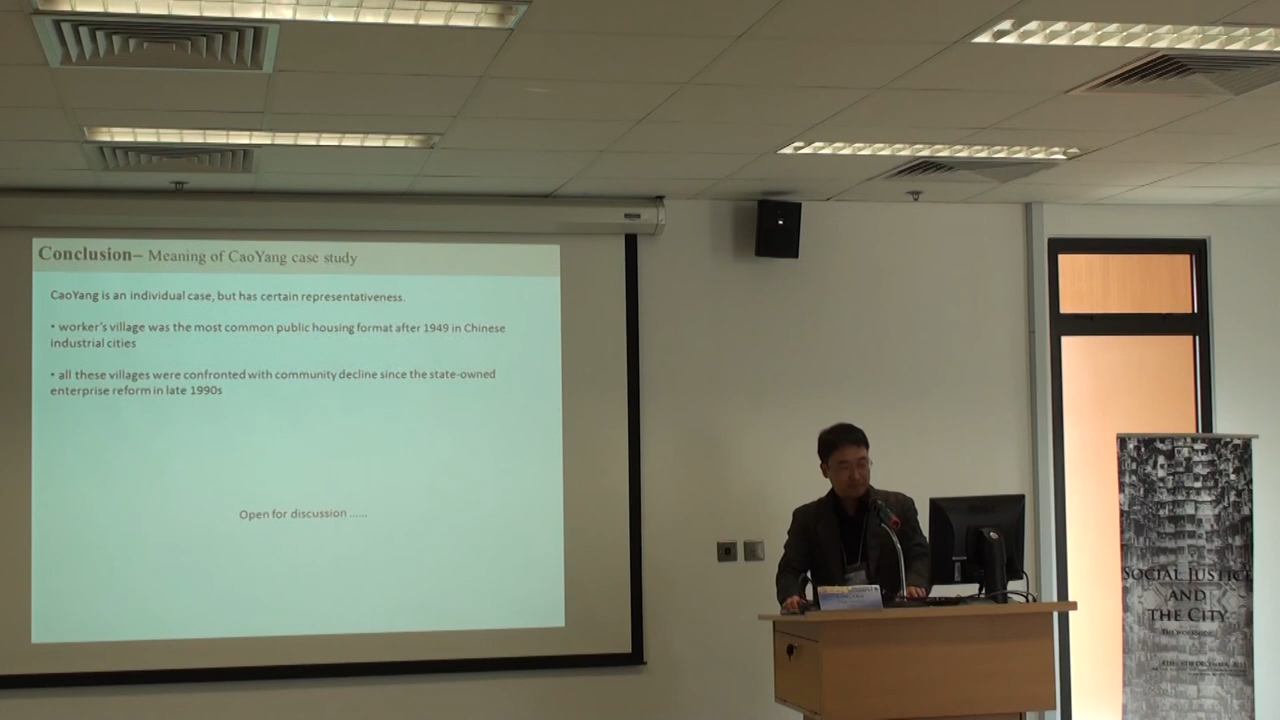 Conclusion– Meaning of CaoYang case study
CaoYang is an individual case, but has certain representativeness.
• worker's village was the most common public housing format after 1949 in Chinese
industrial cities
• all these villages were confronted with community decline since the state-owned
enterprise reform in late 1990s
Open for discussion ......
SOCIAL JUSTICE
AND
THE CITY